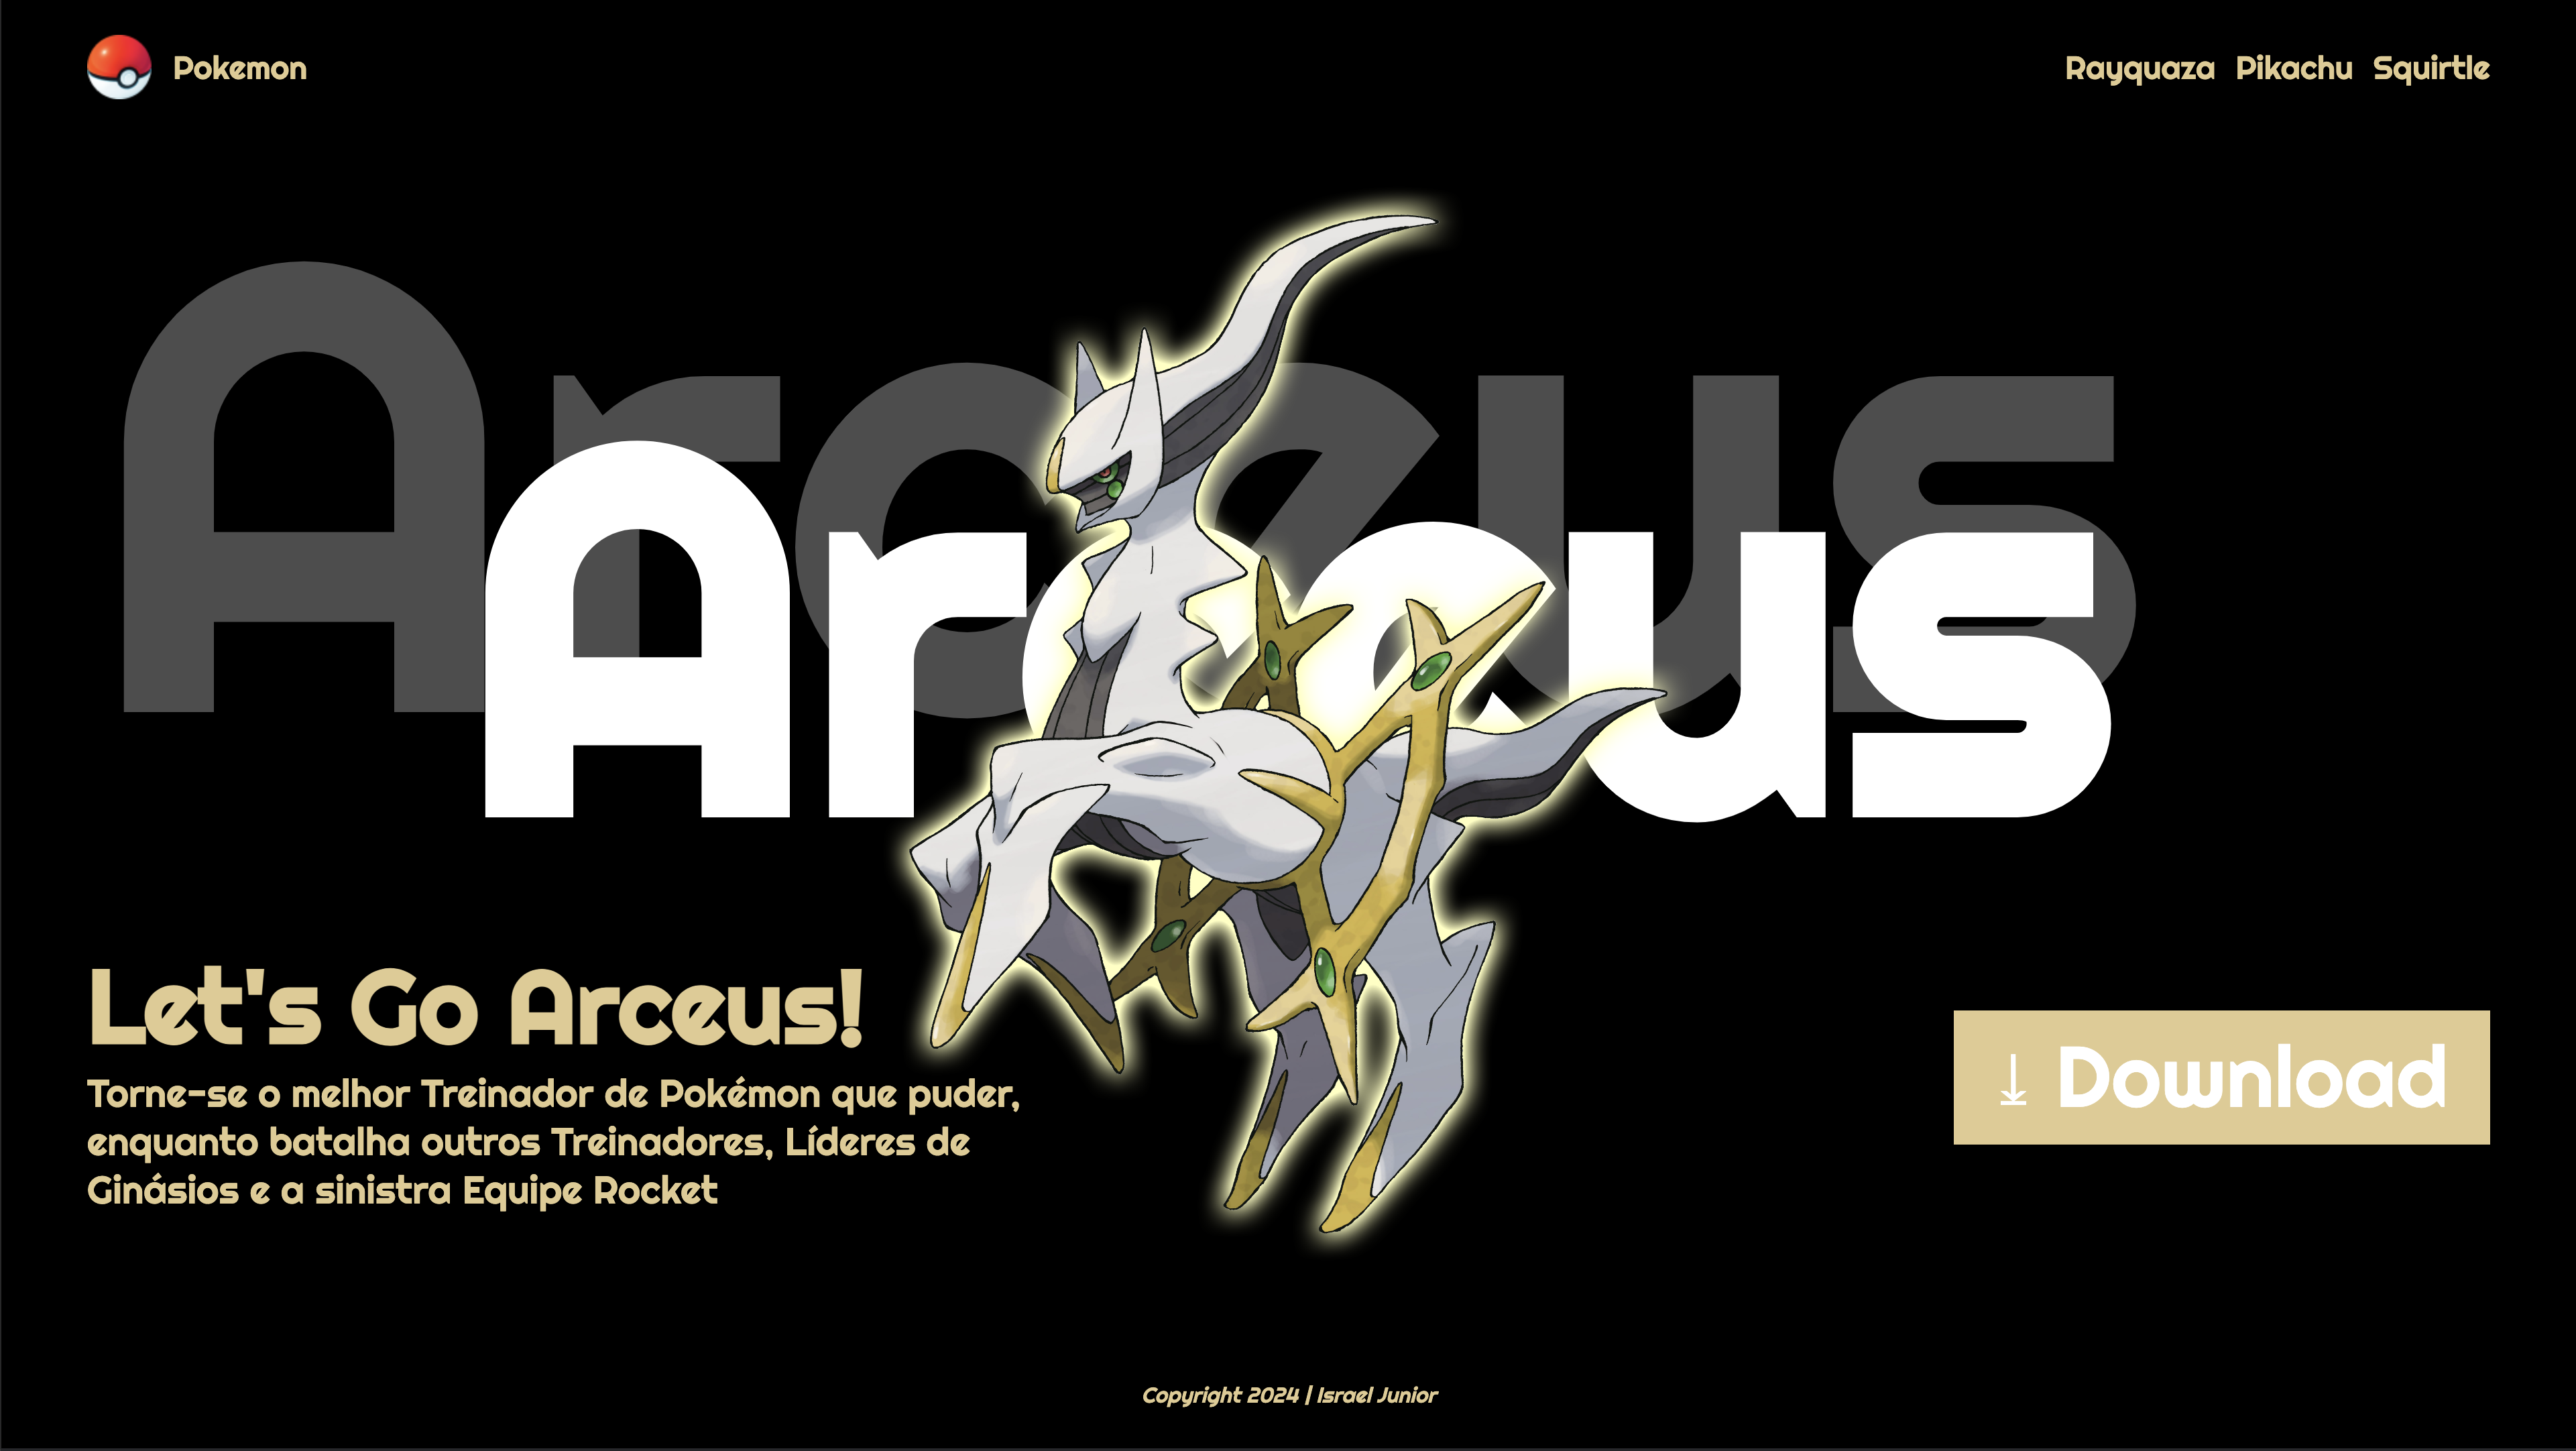 Pokemon
Rayquaza Pikachu Squirtle
Arceus
Arceus
Let's Go Arceus!
Torne-se o melhor Treinador de Pokémon que puder,
enquanto batalha outros Treinadores, Líderes de
Ginásios e a sinistra Equipe Rocket
Download
Copyright 2024 | Israel Junior